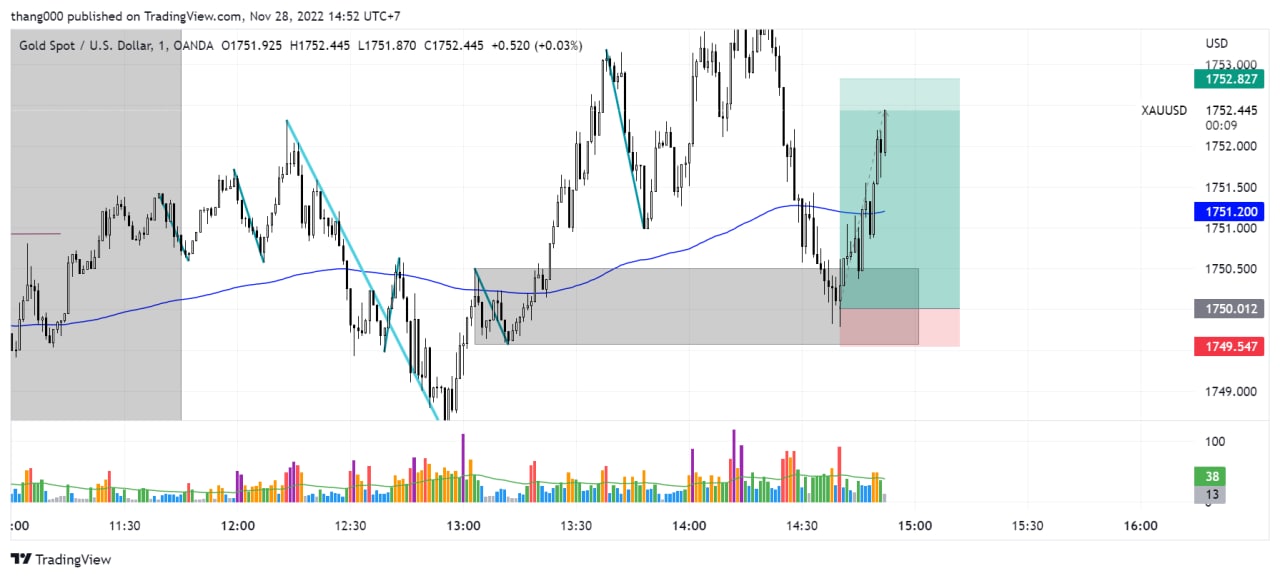 thang000 published on TradingView.com, Nov 28, 2022 14:52 UTC+7
Gold Spot / U.S. Dollar, 1, OANDA O1751.925 H1752.445 L1751.870 C1752.445 +0.520 (+0.03%)
USD
1753.000
1752.827
XAUUSD 1752.445
00:09
1752.000
1751.500
1751.200
1751.000
1750.500
1750.012
1749.547
1749.000
100
38
13
:00 11:30 12:00 12:30 13:00 13:30 14:00 14:30 15:00 15:30 16:00
TradingView